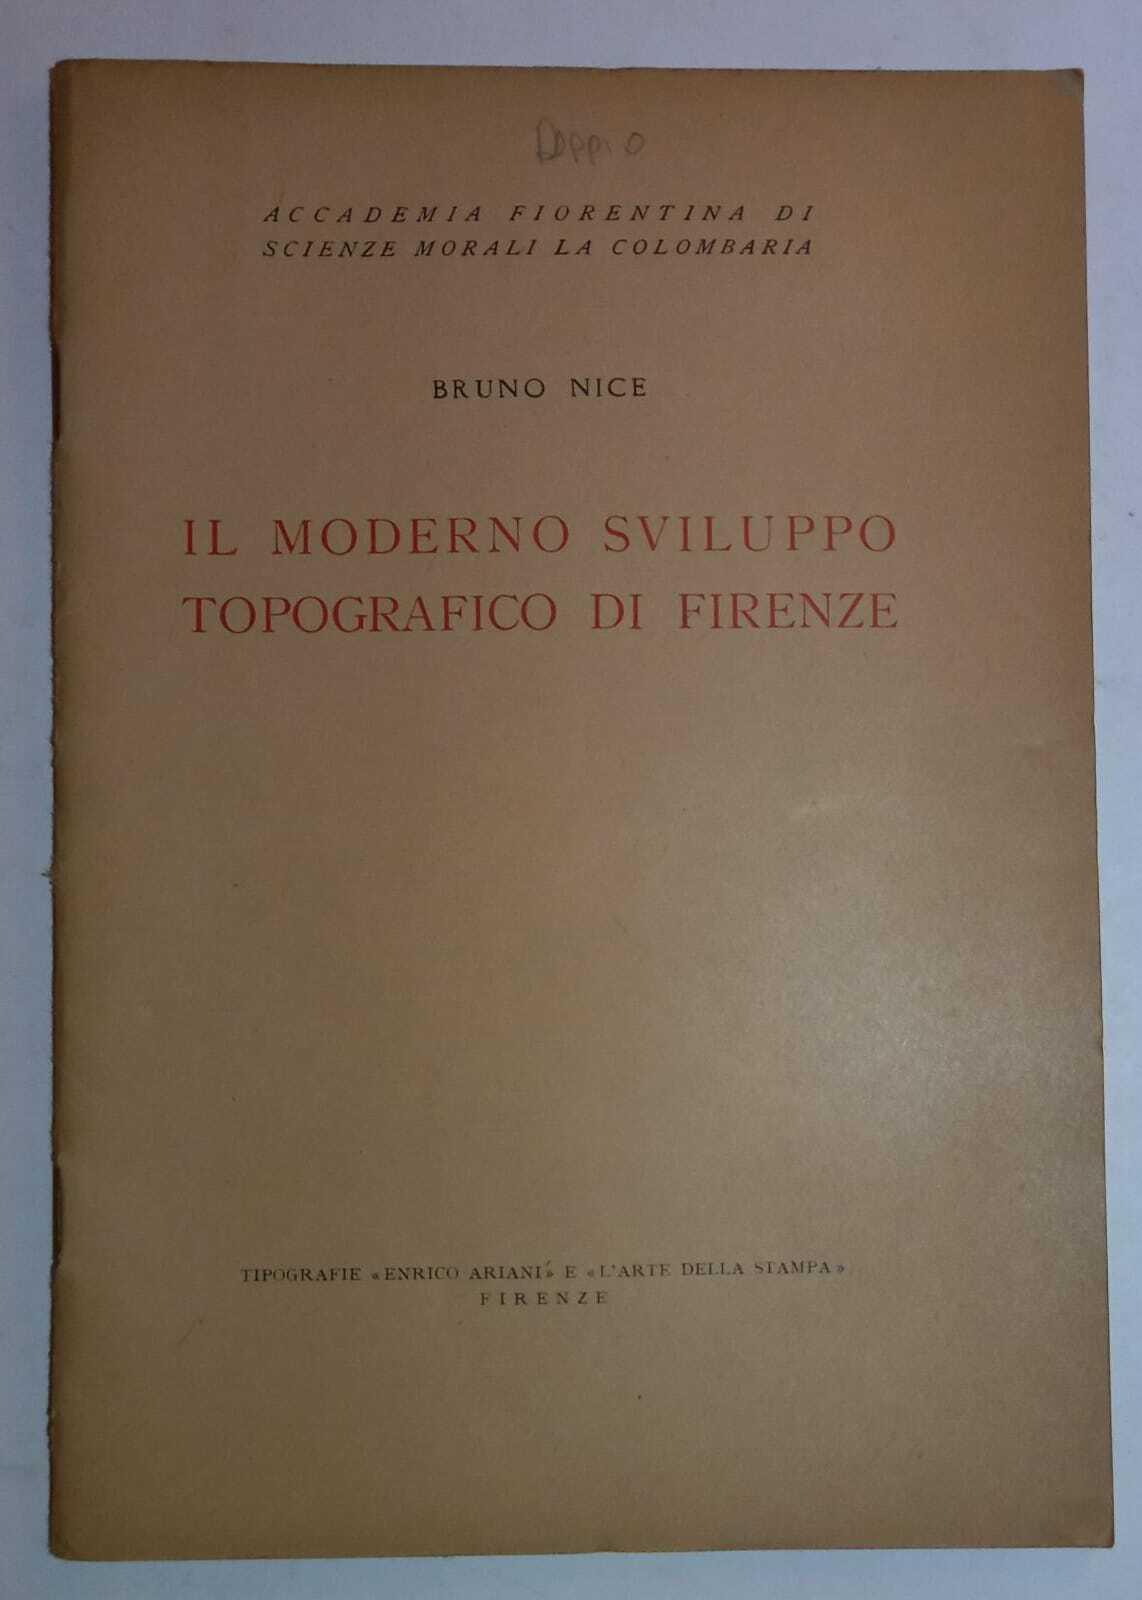 Doppio
ACCADEMIA FIORENTINA DI
SCIENZE MORALI LA COLOMBARIA
BRUNO NICE
IL MODERNO SVILUPPO
TOPOGRAFICO DI FIRENZE
TIPOGRAFIE «ENRICO ARIANI» E «L'ARTE DELLA STAMPA»
FIRENZE